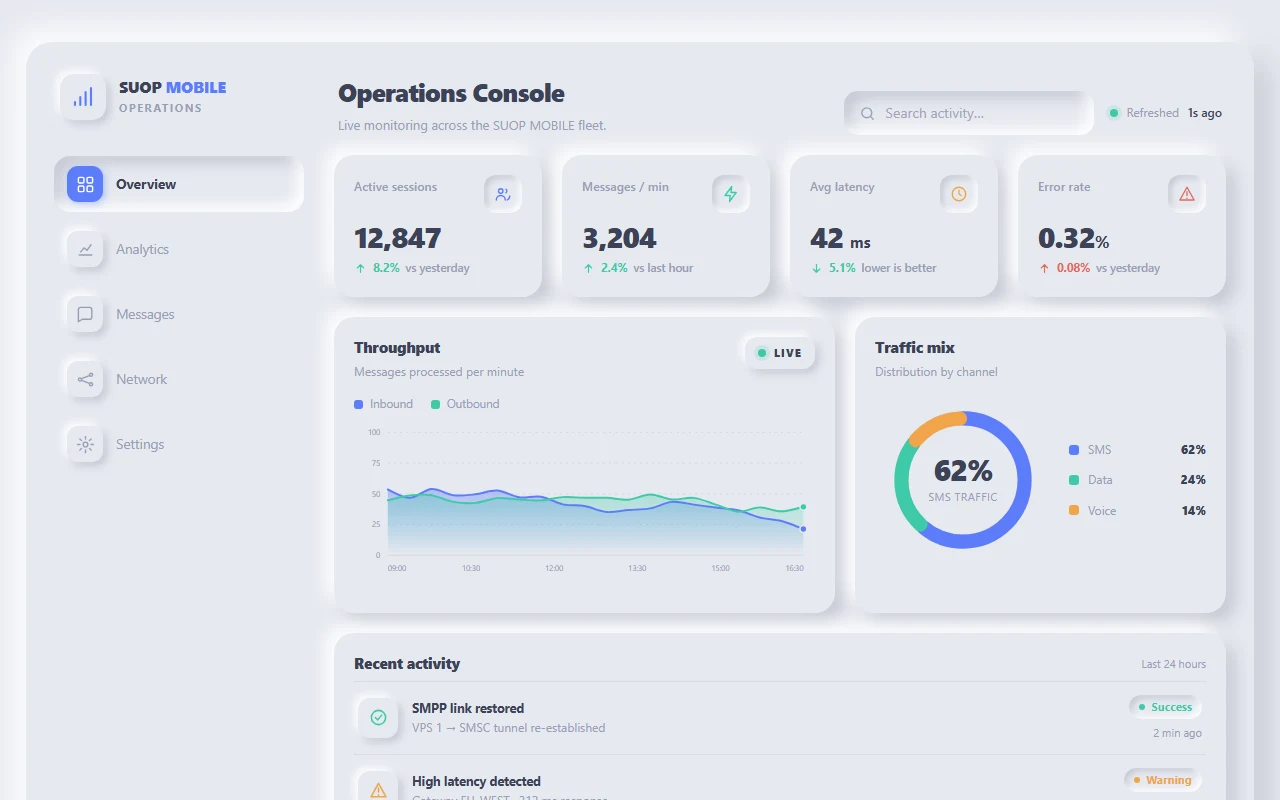 SUOP MOBILE
OPERATIONS
Overview
Analytics
Messages
Network
Settings
Operations Console
Live monitoring across the SUOP MOBILE fleet.
Search activity...
Refreshed 1s ago
Active sessions
12,847
↑ 8.2% vs yesterday
Messages / min
3,204
↑ 2.4% vs last hour
Avg latency
42 ms
↓ 5.1% lower is better
Error rate
0.32%
↑ 0.08% vs yesterday
Throughput
Messages processed per minute
LIVE
Inbound Outbound
100
75
50
25
0
09:00 10:30 12:00 13:30 15:00 16:30
Traffic mix
Distribution by channel
62%
SMS TRAFFIC
SMS 62%
Data 24%
Voice 14%
Recent activity
Last 24 hours
SMPP link restored
VPS 1 → SMSC tunnel re-established
Success
2 min ago
High latency detected
Warning